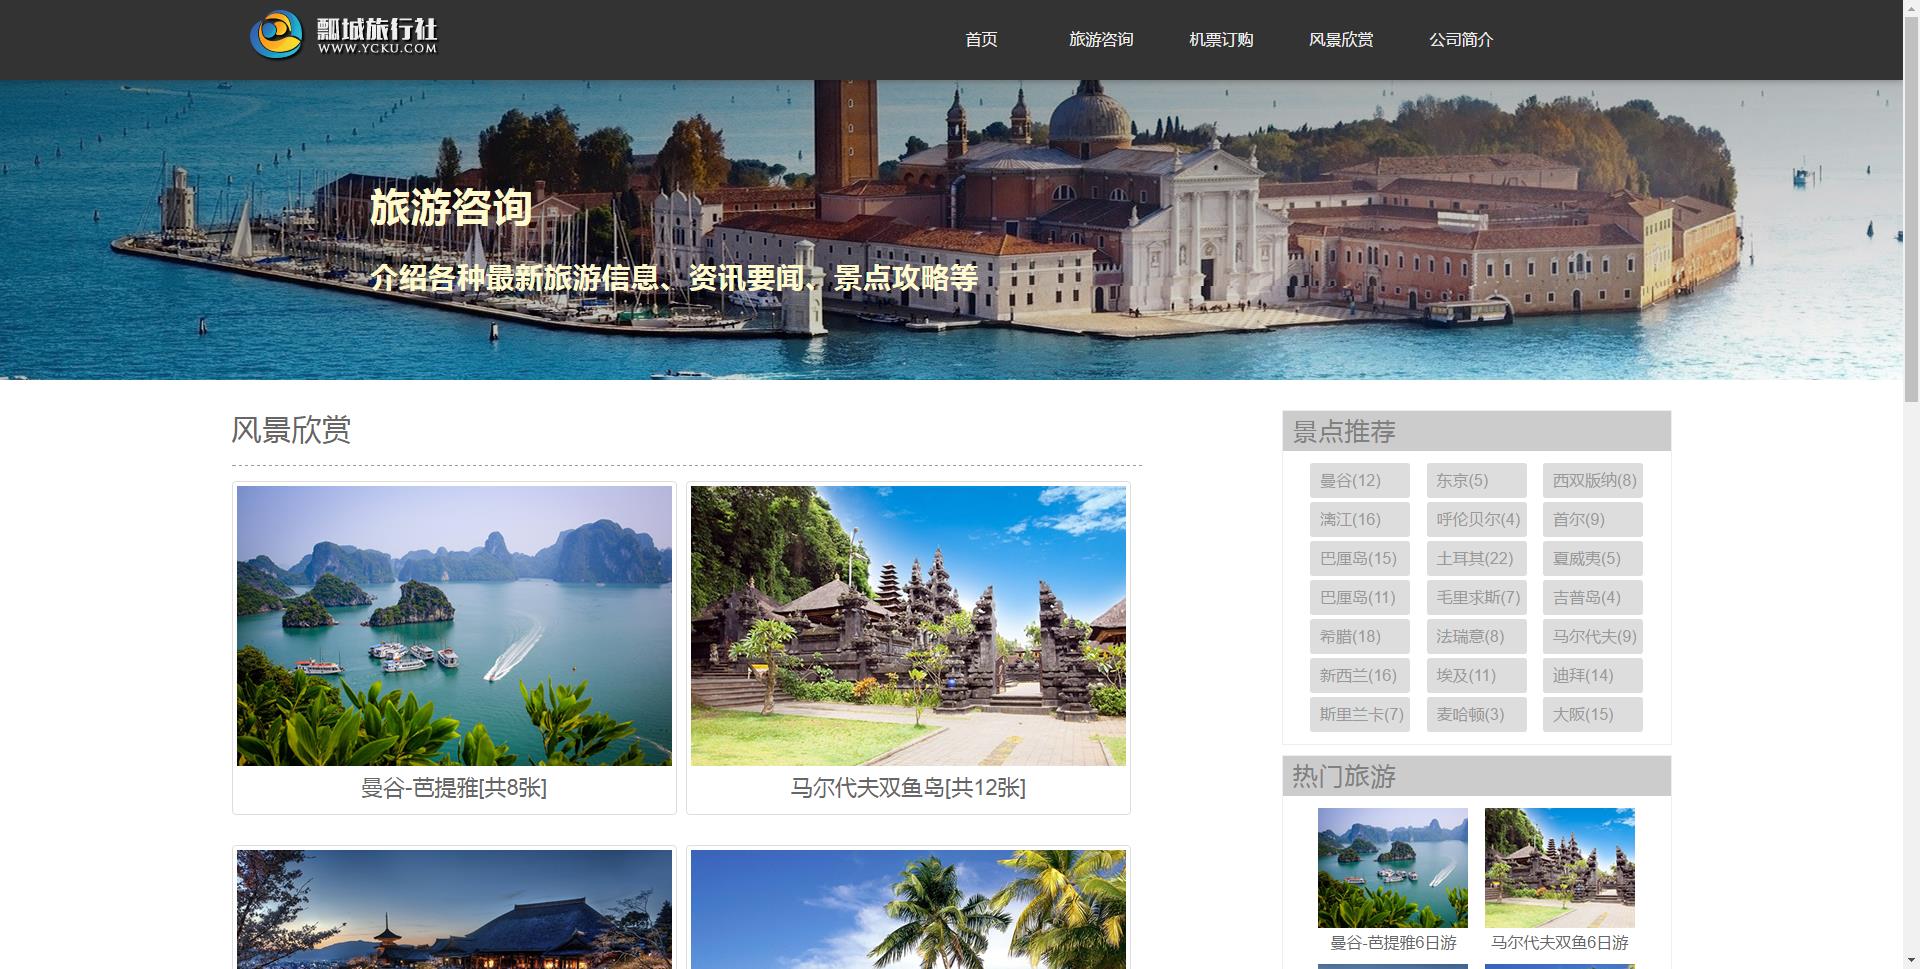 瓢城旅行社
WWW.YCKU.COM
首页
旅游咨询
机票订购
风景欣赏
公司简介
旅游咨询
介绍各种最新旅游信息、资讯要闻、景点攻略等
风景欣赏
曼谷-芭提雅[共8张]
马尔代夫双鱼岛[共12张]
景点推荐
曼谷(12)
东京(5)
西双版纳(8)
漓江(16)
呼伦贝尔(4)
首尔(9)
巴厘岛(15)
土耳其(22)
夏威夷(5)
巴厘岛(11)
毛里求斯(7)
吉普岛(4)
希腊(18)
法瑞意(8)
马尔代夫(9)
新西兰(16)
埃及(11)
迪拜(14)
斯里兰卡(7)
麦哈顿(3)
大阪(15)
热门旅游
曼谷-芭提雅6日游
马尔代夫双鱼6日游